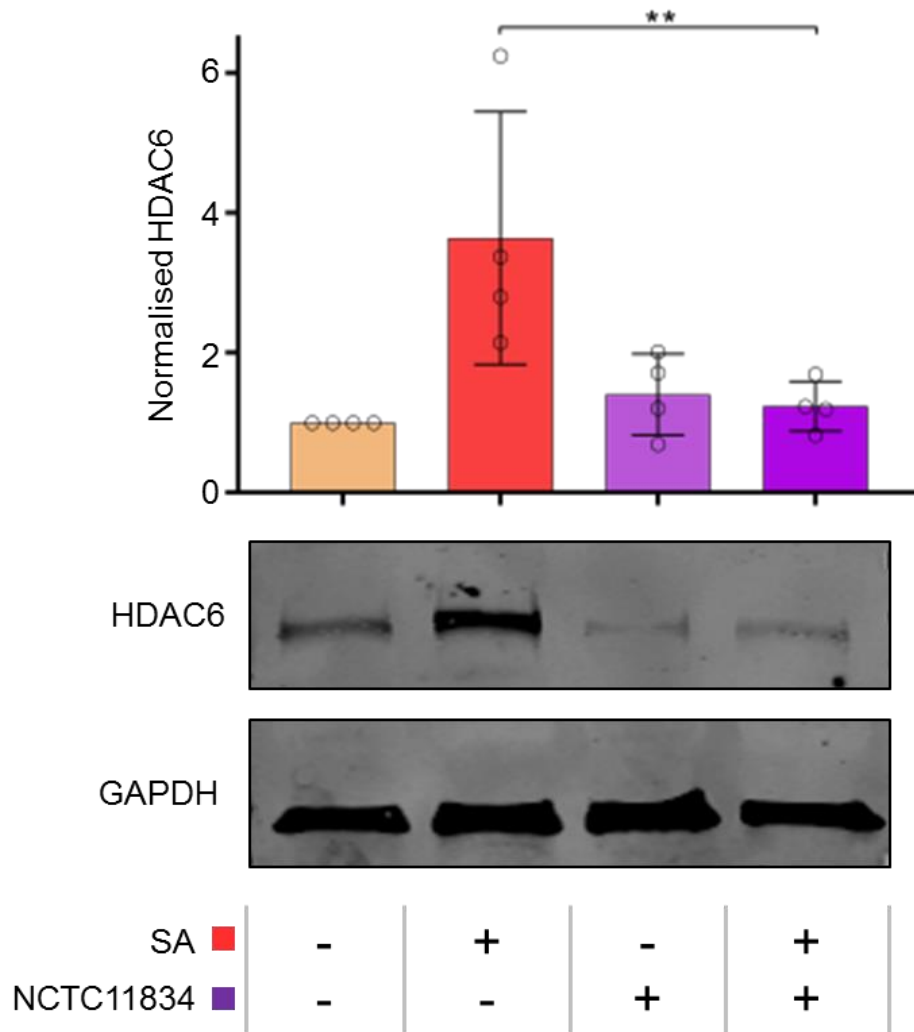 **
6
4
2
0
Normalised HDAC6
HDAC6
GAPDH
SA - + - +
NCTC11834 - - + +